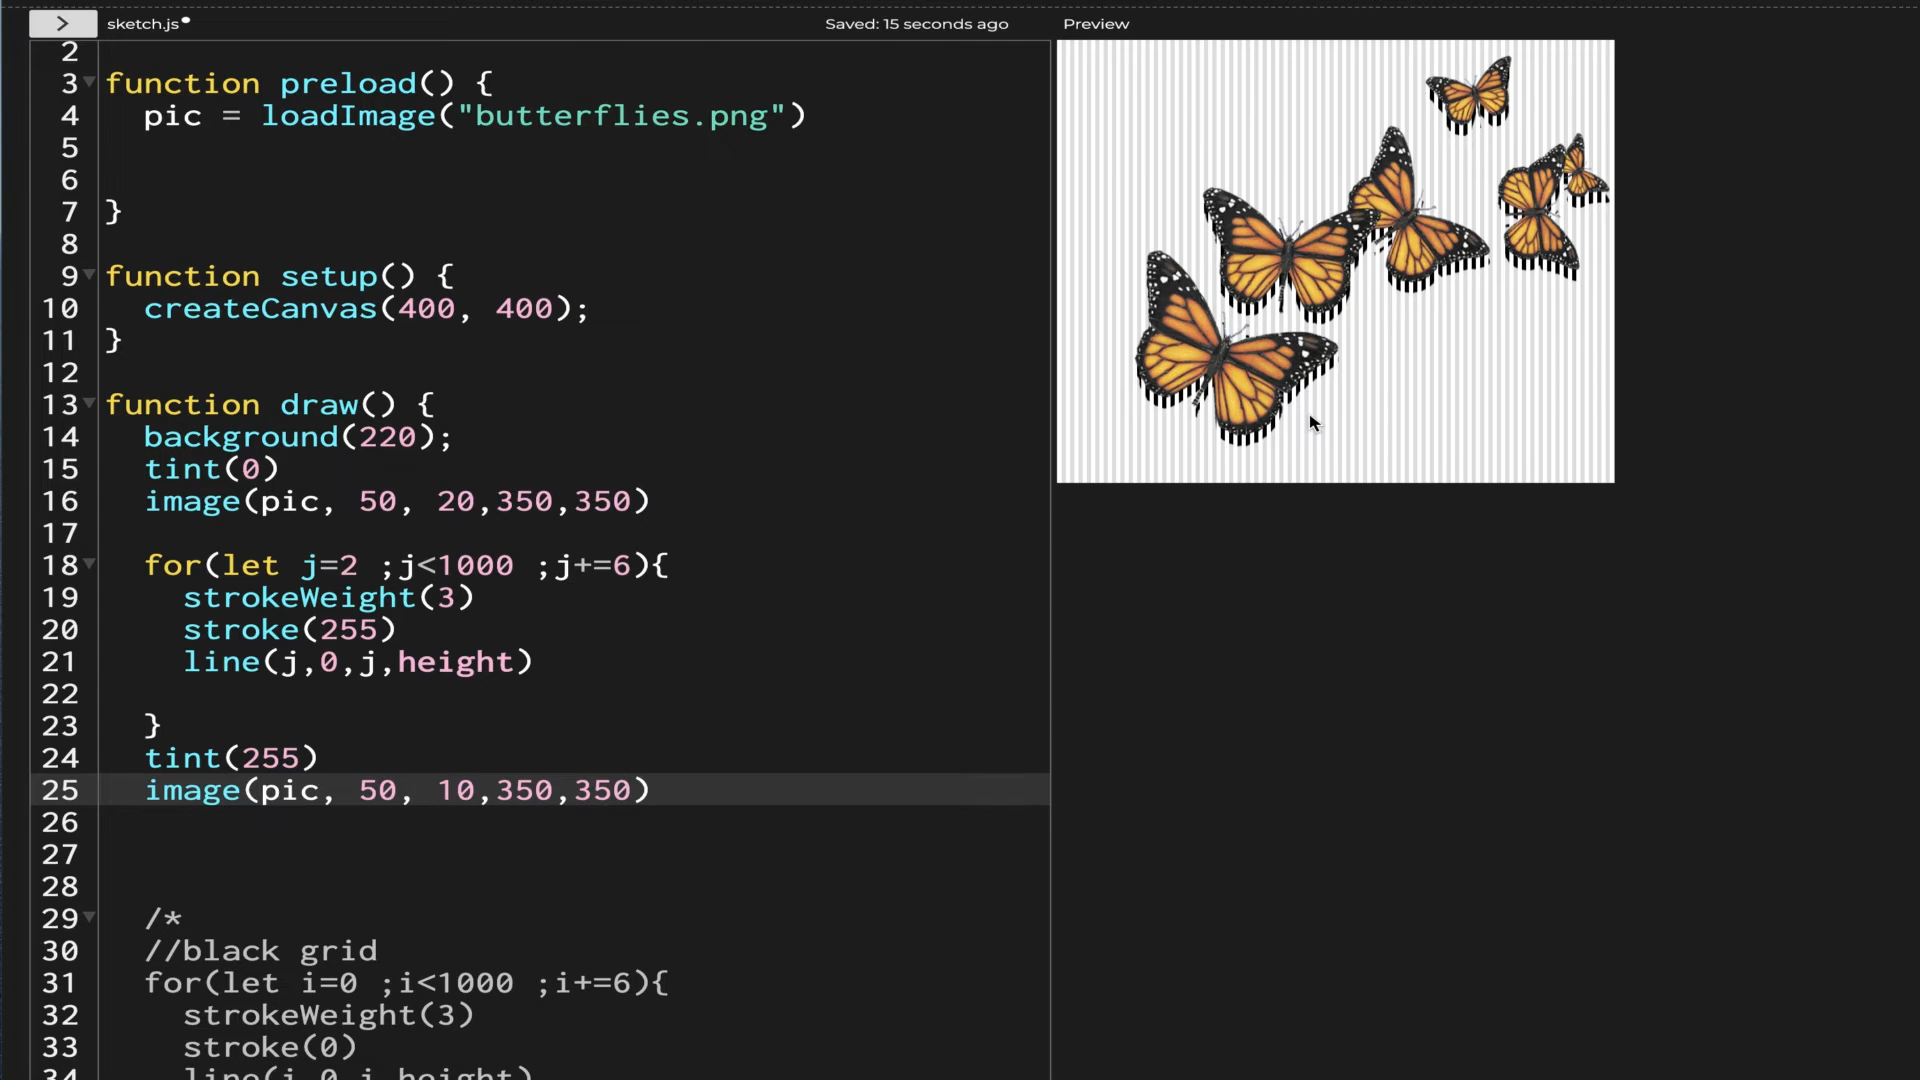 sketch.js
Saved: 15 seconds ago
Preview
2
3 function preload() {
4   pic = loadImage("butterflies.png")
5
6
7 }
8
9 function setup() {
10   createCanvas(400, 400);
11 }
12
13 function draw() {
14   background(220);
15   tint(0)
16   image(pic, 50, 20,350,350)
17
18   for(let j=2 ;j<1000 ;j+=6){
19     strokeWeight(3)
20     stroke(255)
21     line(j,0,j,height)
22
23   }
24   tint(255)
25   image(pic, 50, 10,350,350)
26
27
28
29   /*
30   //black grid
31   for(let i=0 ;i<1000 ;i+=6){
32     strokeWeight(3)
33     stroke(0)
34     line(i,0,i,height)